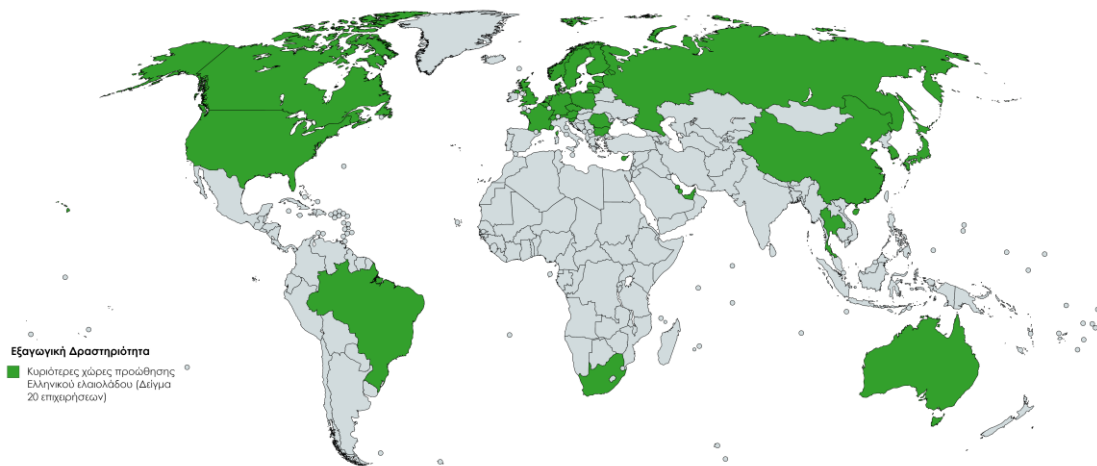 Εξαγωγική Δραστηριότητα
Κυριότερες χώρες προώθησης
Ελληνικού ελαιολάδου (Δείγμα
20 επιχειρήσεων)